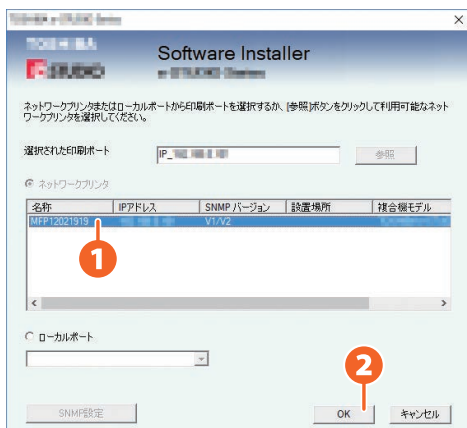 Software Installer
ネットワークプリンタまたはローカルポートから印刷ポートを選択するか、[参照]ボタンをクリックして利用可能なネット
ワークプリンタを選択してください。
選択された印刷ポート IP_ 参照
ネットワークプリンタ
名称 IPアドレス SNMP バージョン 設置場所 複合機モデル
MFP12021919 V1/V2
1
ローカルポート
2
SNMP設定 OK キャンセル